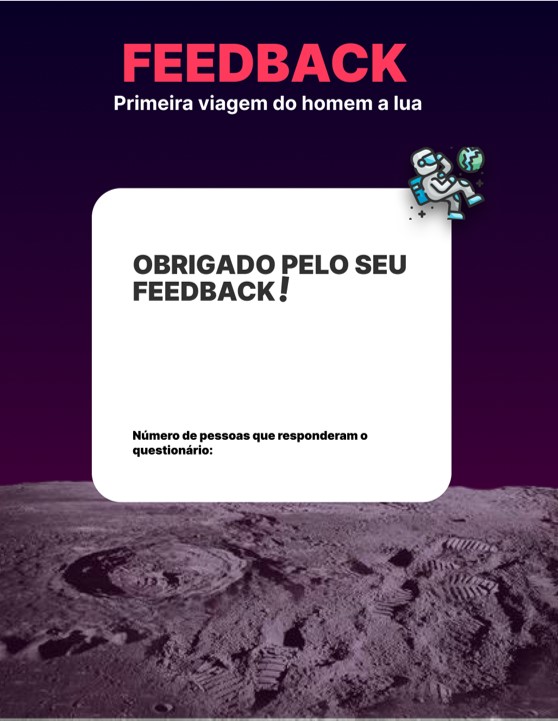 FEEDBACK
Primeira viagem do homem a lua
OBRIGADO PELO SEU
FEEDBACK!
Número de pessoas que responderam o
questionário: